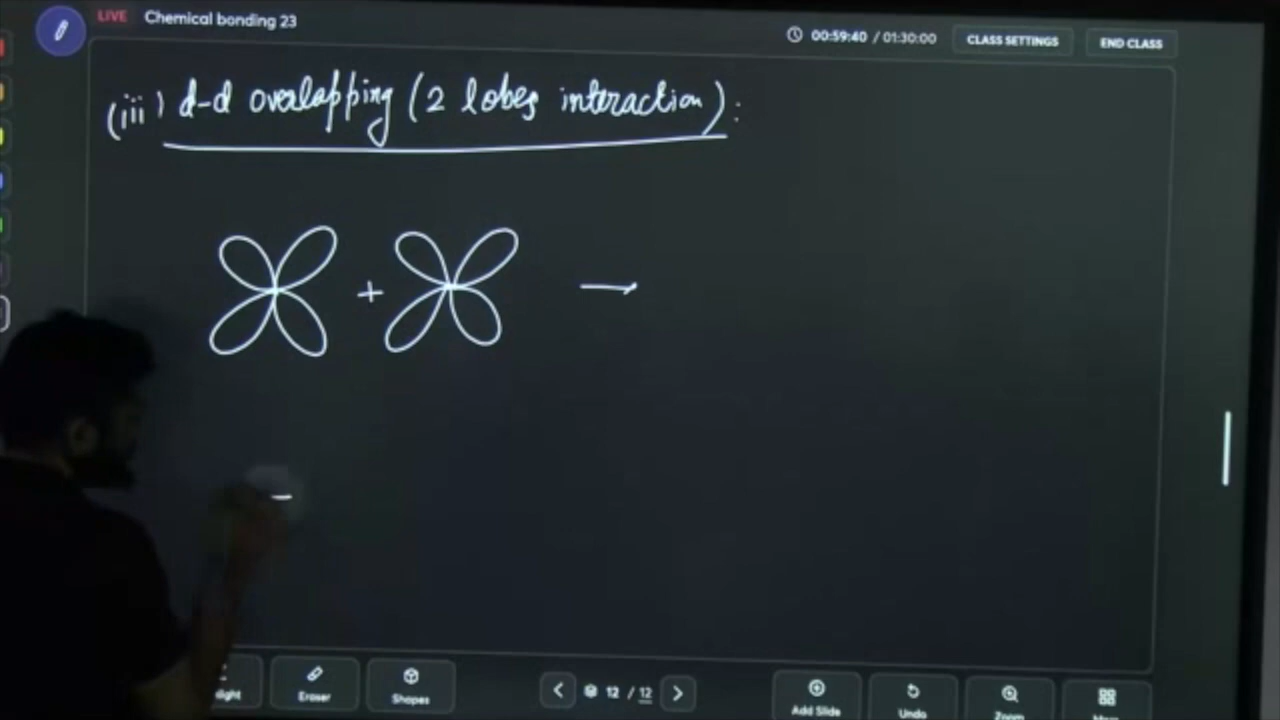 LIVE Chemical bonding 23
00:59:40 / 01:30:00 CLASS SETTINGS END CLASS
(iii) d-d overlapping (2 lobes interaction) :
+ →
Eraser Shapes 12 / 12 Add Slide Undo Zoom